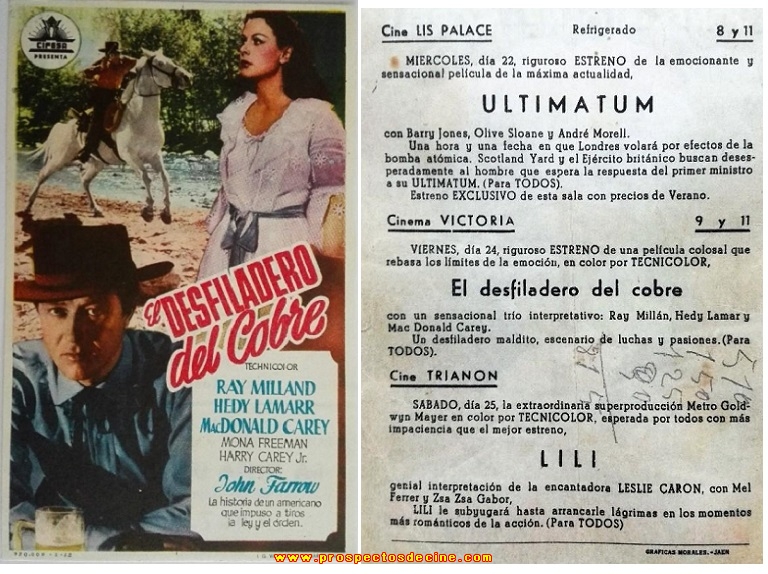 CIFESA
PRESENTA
El DESFILADERO
del Cobre
TECHNICOLOR
RAY MILLAND
HEDY LAMARR
MACDONALD CAREY
MONA FREEMAN
HARRY CAREY Jr.
DIRECTOR:
John Farrow
La historia de un americano
que impuso a tiros
la ley y el orden.
Cine LIS PALACE Refrigerado 8 y 11
MIERCOLES, día 22, riguroso ESTRENO de la emocionante y
sensacional película de la máxima actualidad,
ULTIMATUM
con Barry Jones, Olive Sloane y André Morell.
Una hora y una fecha en que Londres volará por efectos de la
bomba atómica. Scotland Yard y el Ejército británico buscan deses-
peradamente al hombre que espera la respuesta del primer ministro
a su ULTIMATUM. (Para TODOS).
Estreno EXCLUSIVO de esta sala con precios de Verano.
Cinema VICTORIA 9 y 11
VIERNES, día 24, riguroso ESTRENO de una película colosal que
rebasa los límites de la emoción, en color por TECNICOLOR,
El desfiladero del cobre
con un sensacional trío interpretativo: Ray Millán, Hedy Lamar y
Mac Donald Carey.
Un desfiladero maldito, escenario de luchas y pasiones. (Para
TODOS).
Cine TRIANON
SABADO, día 25, la extraordinaria superproducción Metro Gold-
wyn Mayer en color por TECNICOLOR, esperada por todos con más
impaciencia que el mejor estreno,
LILI
genial interpretación de la encantadora LESLIE CARON, con Mel
Ferrer y Zsa Zsa Gabor,
LILI le subyugará hasta arrancarle lágrimas en los momentos
más románticos de la acción. (Para TODOS)
GRAFICAS MORALES.-JAEN
www.prospectosdecine.com